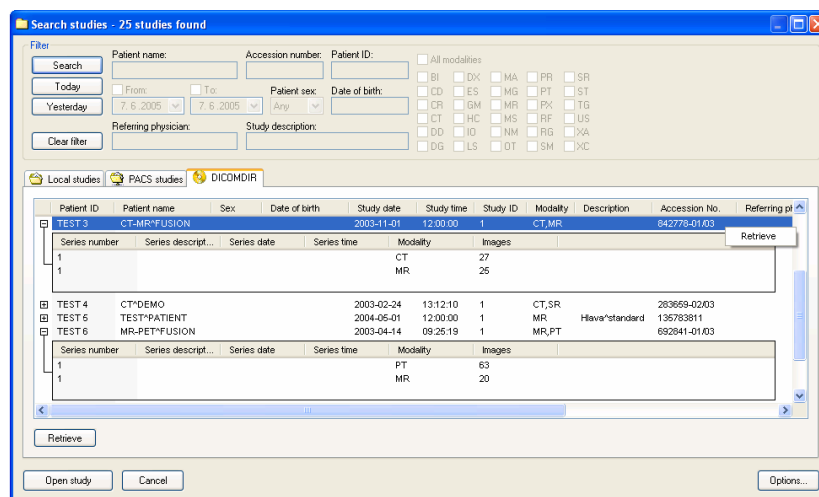 Search studies - 25 studies found
Filter
Patient name: Accession number: Patient ID:
Search
All modalities
Today
From: To: Patient sex: Date of birth:
BI DX MA PR SR
CD ES MG PT ST
Yesterday
7. 6 .2005 7. 6 .2005 Any
CR GM MR PX TG
CT HC MS RF US
Referring physician: Study description:
DD IO NM RG XA
Clear filter
DG LS OT SM XC
Local studies PACS studies DICOMDIR
Patient ID Patient name Sex Date of birth Study date Study time Study ID Modality Description Accession No. Referring ph
TEST 3 CT-MR^FUSION 2003-11-01 12:00:00 1 CT,MR 842778-01/03
Retrieve
Series number Series descript... Series date Series time Modality Images
1 CT 27
1 MR 25
TEST 4 CT^DEMO 2003-02-24 13:12:10 1 CT,SR 283659-02/03
TEST 5 TEST^PATIENT 2004-05-01 12:00:00 1 MR Hlava^standard 135783811
TEST 6 MR-PET^FUSION 2003-04-14 09:25:19 1 MR,PT 692841-01/03
Series number Series descript... Series date Series time Modality Images
1 PT 63
1 MR 20
Retrieve
Open study Cancel Options...